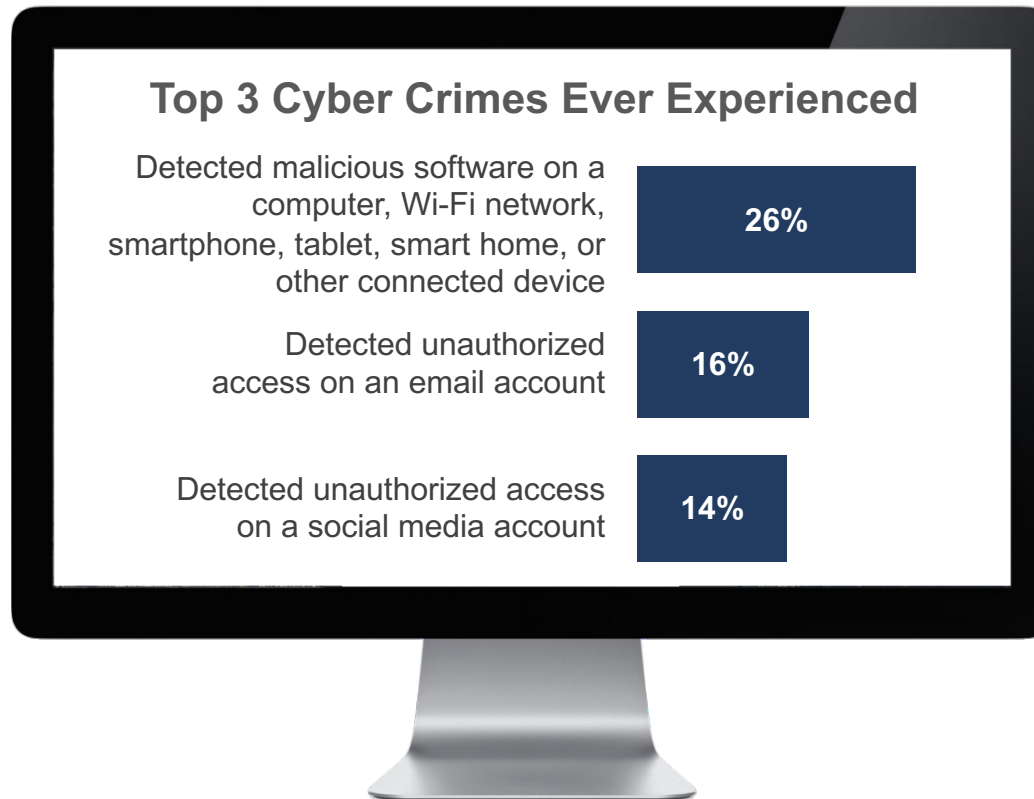 Top 3 Cyber Crimes Ever Experienced
Detected malicious software on a
computer, Wi-Fi network,
smartphone, tablet, smart home, or
other connected device
26%
Detected unauthorized
access on an email account
16%
Detected unauthorized access
on a social media account
14%